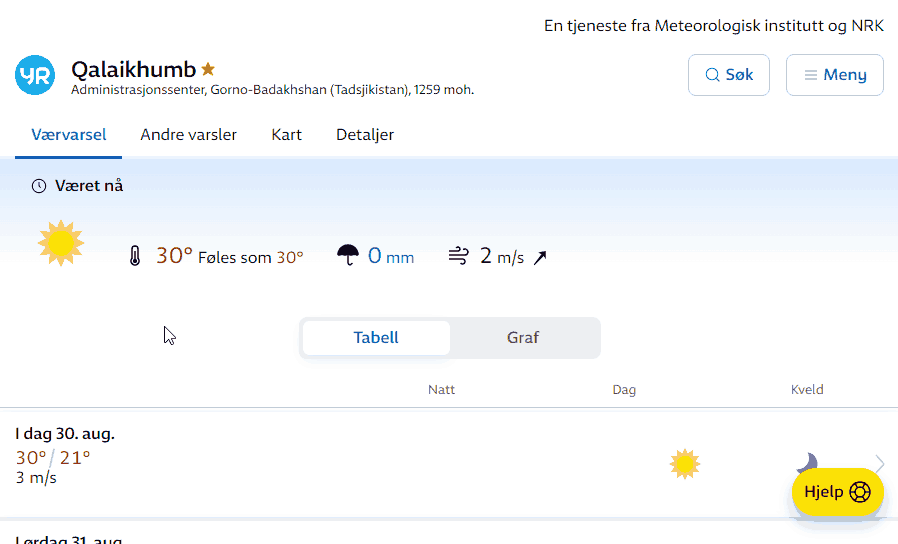 En tjeneste fra Meteorologisk institutt og NRK
YR
Qalaikhumb
Administrasjonssenter, Gorno-Badakhshan (Tadsjikistan), 1259 moh.
Søk
Meny
Værvarsel Andre varsler Kart Detaljer
Været nå
30° Føles som 30° 0 mm 2 m/s
Tabell Graf
Natt Dag Kveld
I dag 30. aug.
30° / 21°
3 m/s
Hjelp
Lørdag 31. aug.